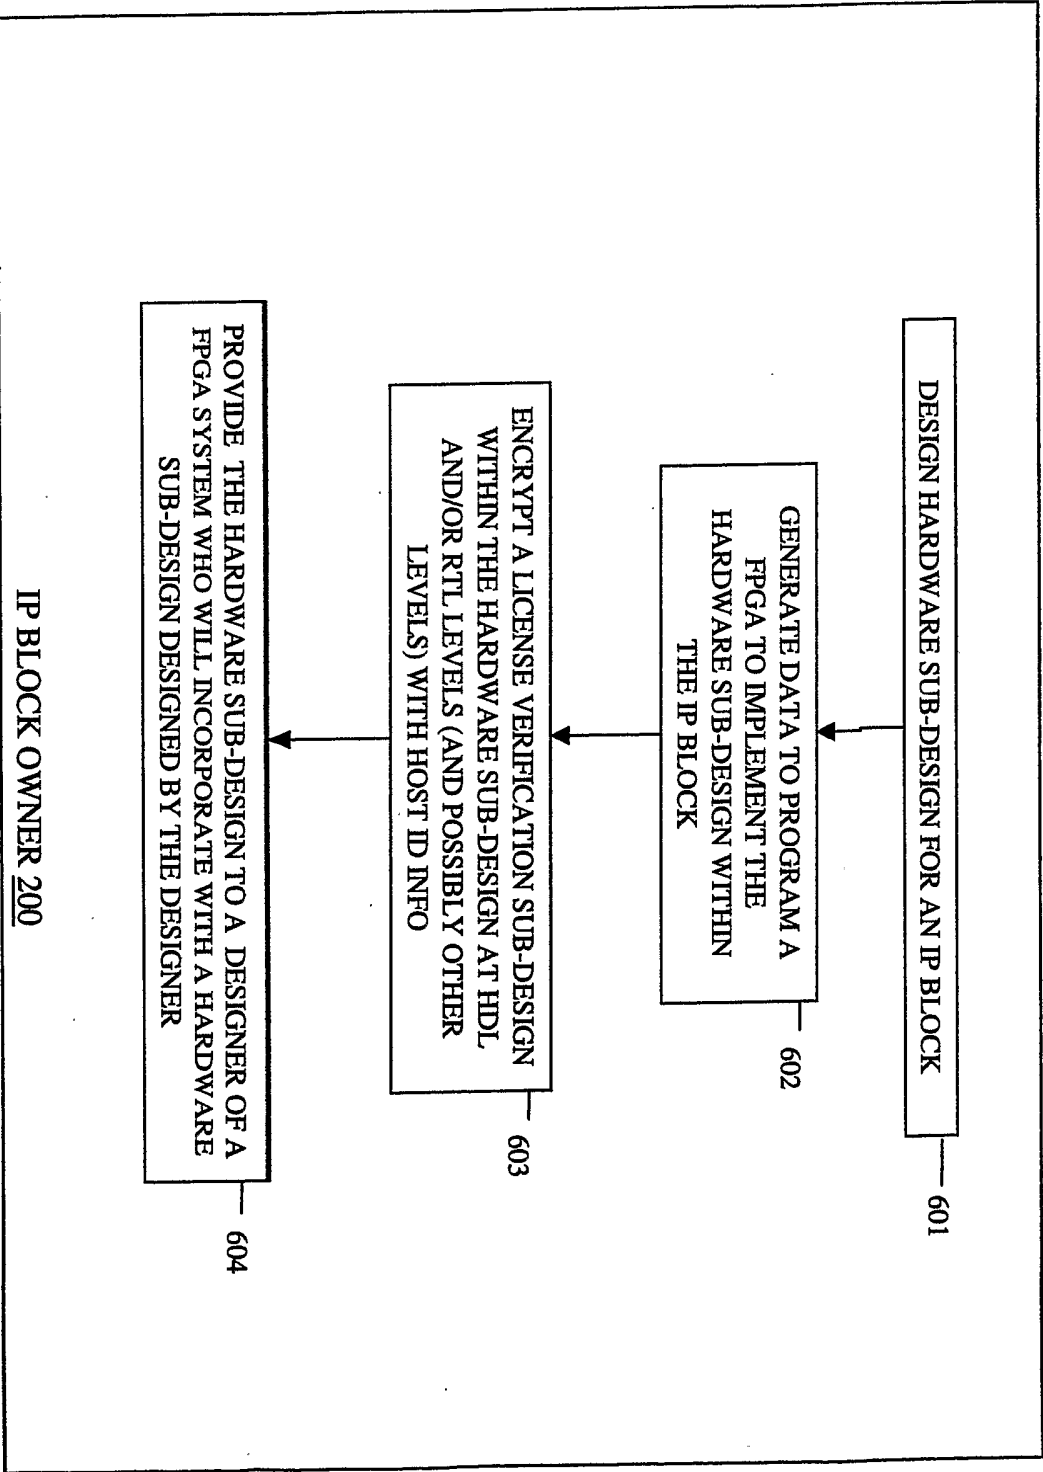 DESIGN HARDWARE SUB-DESIGN FOR AN IP BLOCK
601
GENERATE DATA TO PROGRAM A
FPGA TO IMPLEMENT THE
HARDWARE SUB-DESIGN WITHIN
THE IP BLOCK
602
ENCRYPT A LICENSE VERIFICATION SUB-DESIGN
WITHIN THE HARDWARE SUB-DESIGN AT HDL
AND/OR RTL LEVELS (AND POSSIBLY OTHER
LEVELS) WITH HOST ID INFO
603
PROVIDE THE HARDWARE SUB-DESIGN TO A DESIGNER OF A
FPGA SYSTEM WHO WILL INCORPORATE WITH A HARDWARE
SUB-DESIGN DESIGNED BY THE DESIGNER
604
IP BLOCK OWNER 200